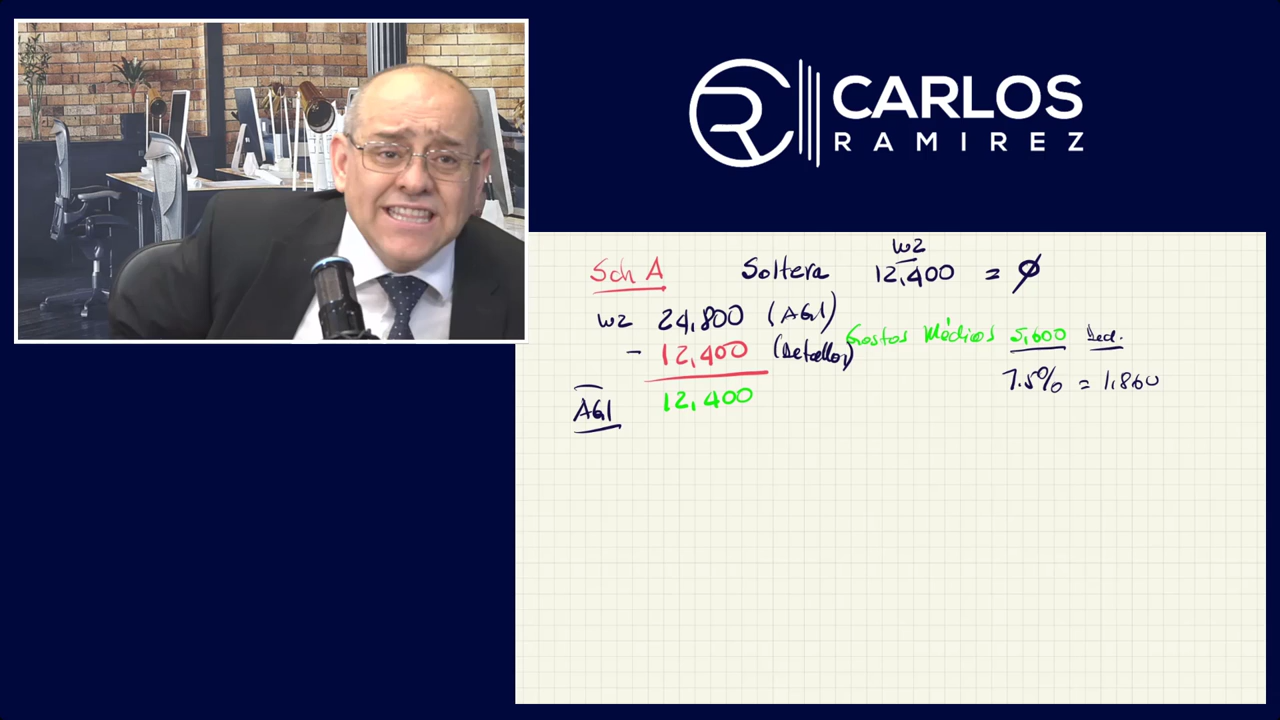 CARLOS
RAMIREZ
W2
Sch A Soltera 12,400 = ∅
W2 24,800 (AGI)
Gastos Médicos 5,600 Ded.
- 12,400
7.5% = 1,860
AGI 12,400